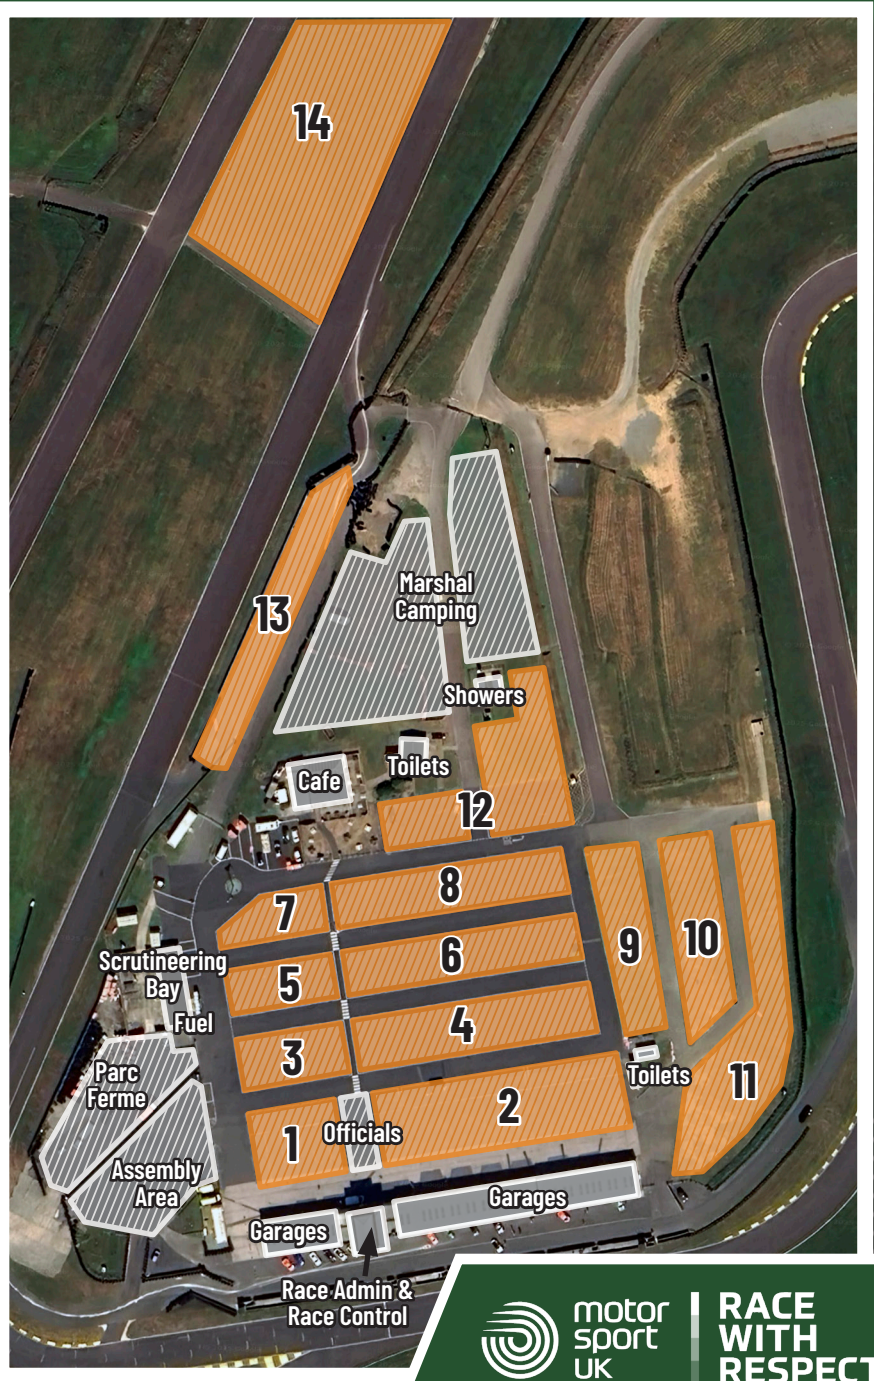 14
Marshal
Camping
13
Showers
Cafe
Toilets
12
8
7
9
10
6
5
Scrutineering
Bay
Fuel
4
3
Parc
Ferme
Toilets
11
2
1
Officials
Assembly
Area
Garages
Garages
Race Admin &
Race Control
motor
sport
UK
RACE
WITH
RESPECT